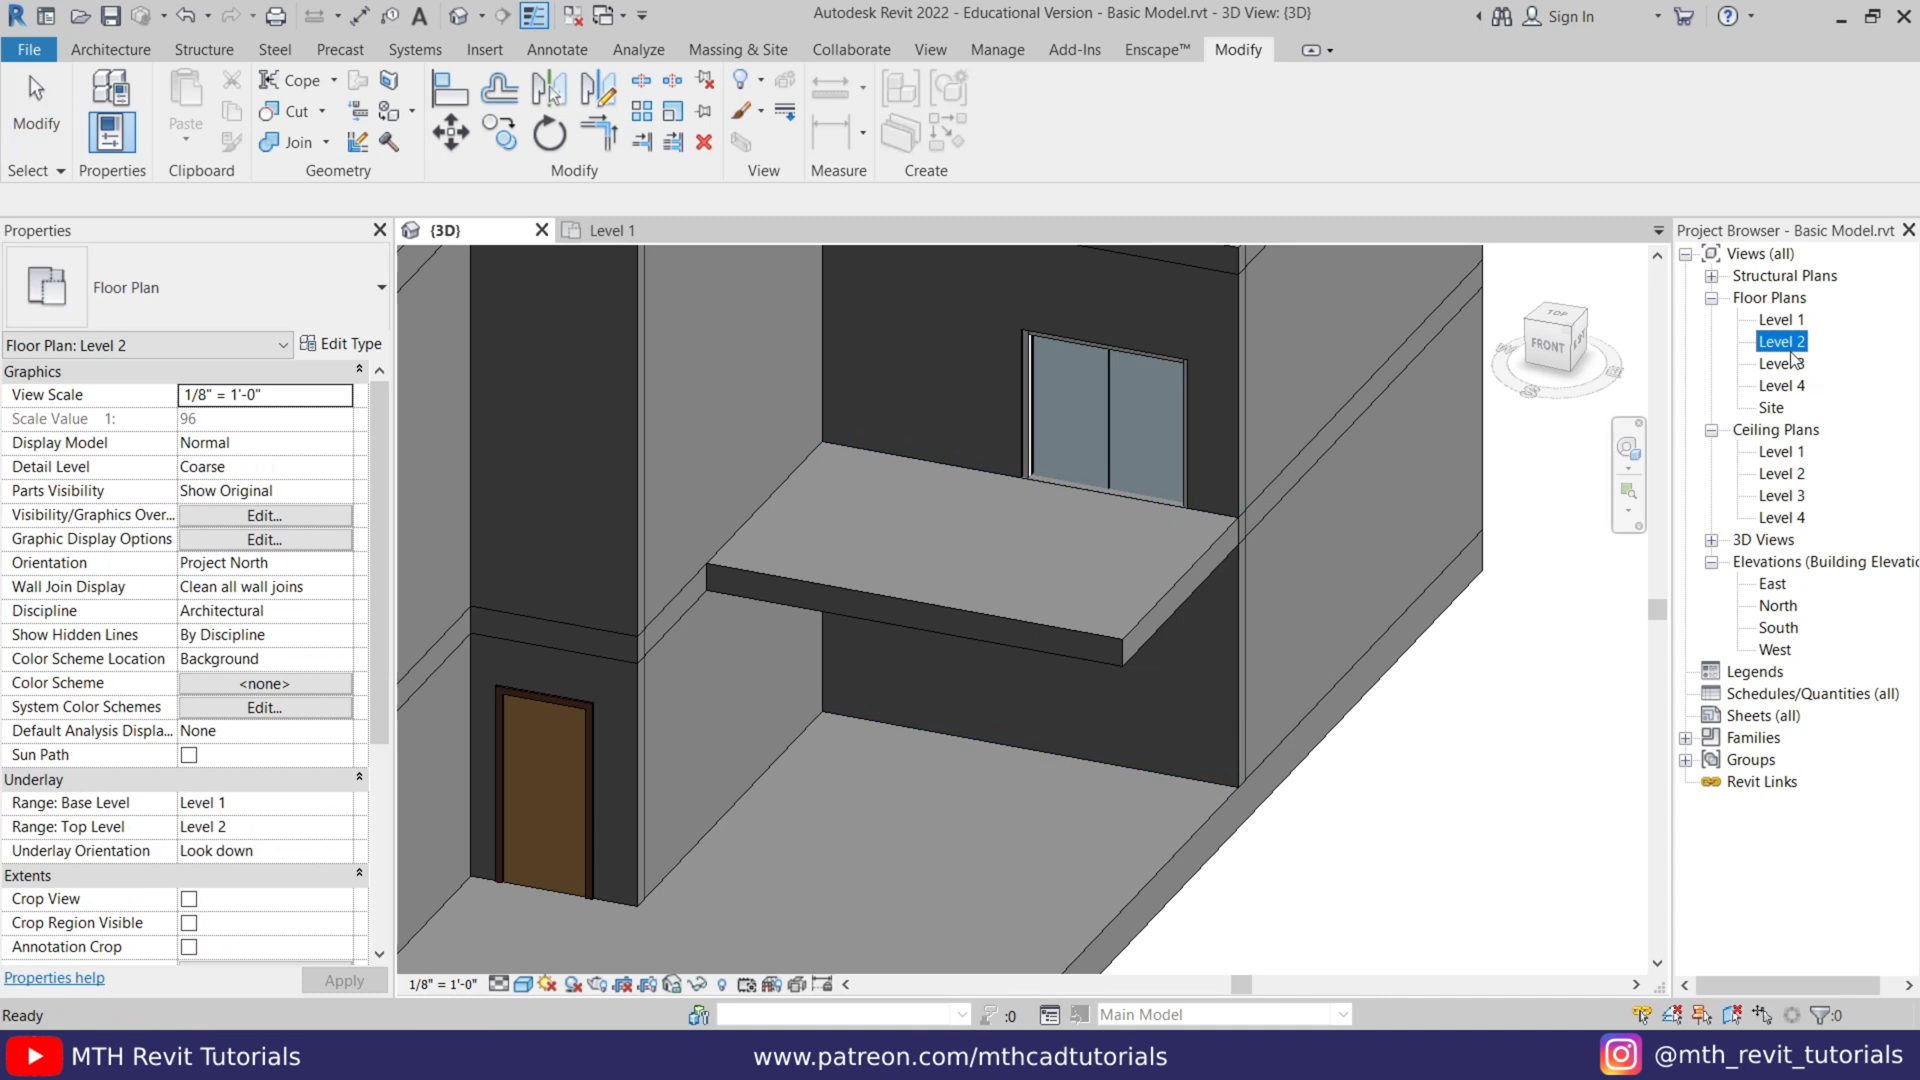 Autodesk Revit 2022 - Educational Version - Basic Model.rvt - 3D View: {3D}
Sign In
File Architecture Structure Steel Precast Systems Insert Annotate Analyze Massing & Site Collaborate View Manage Add-Ins Enscape™ Modify
Modify Paste Cope
Cut
Join
Select Properties Clipboard Geometry Modify View Measure Create
Properties
{3D} Level 1
Project Browser - Basic Model.rvt
Floor Plan
Floor Plan: Level 2 Edit Type
Graphics
View Scale 1/8" = 1'-0"
Scale Value 1: 96
Display Model Normal
Detail Level Coarse
Parts Visibility Show Original
Visibility/Graphics Over... Edit...
Graphic Display Options Edit...
Orientation Project North
Wall Join Display Clean all wall joins
Discipline Architectural
Show Hidden Lines By Discipline
Color Scheme Location Background
Color Scheme <none>
System Color Schemes Edit...
Default Analysis Displa... None
Sun Path
Underlay
Range: Base Level Level 1
Range: Top Level Level 2
Underlay Orientation Look down
Extents
Crop View
Crop Region Visible
Annotation Crop
Properties help Apply
TOP
FRONT
Views (all)
Structural Plans
Floor Plans
Level 1
Level 2
Level 3
Level 4
Site
Ceiling Plans
Level 1
Level 2
Level 3
Level 4
3D Views
Elevations (Building Elevatio
East
North
South
West
Legends
Schedules/Quantities (all)
Sheets (all)
Families
Groups
Revit Links
1/8" = 1'-0"
Ready
:0
Main Model
:0
MTH Revit Tutorials
www.patreon.com/mthcadtutorials
@mth_revit_tutorials